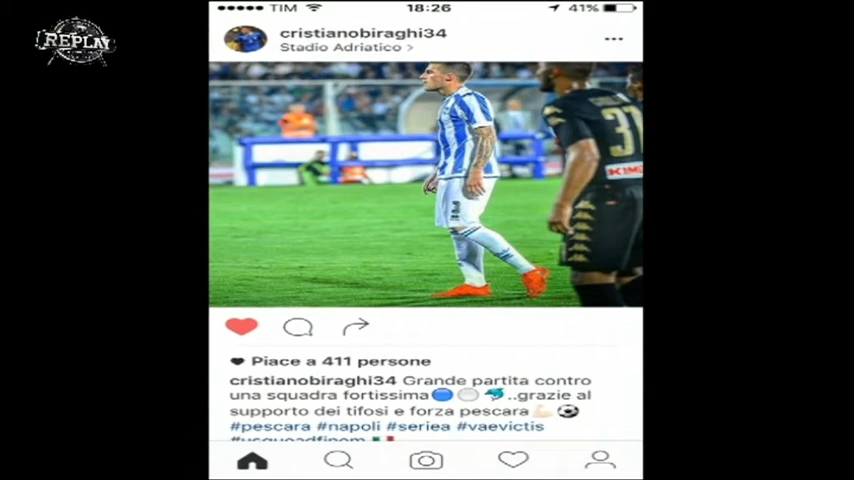 REPLAY
TIM 18:26 41%
cristianobiraghi34
Stadio Adriatico >
31
Piace a 411 persone
cristianobiraghi34 Grande partita contro
una squadra fortissima🔵⚪🐬..grazie al
supporto dei tifosi e forza pescara💪🏻⚽
#pescara #napoli #seriea #vaevictis